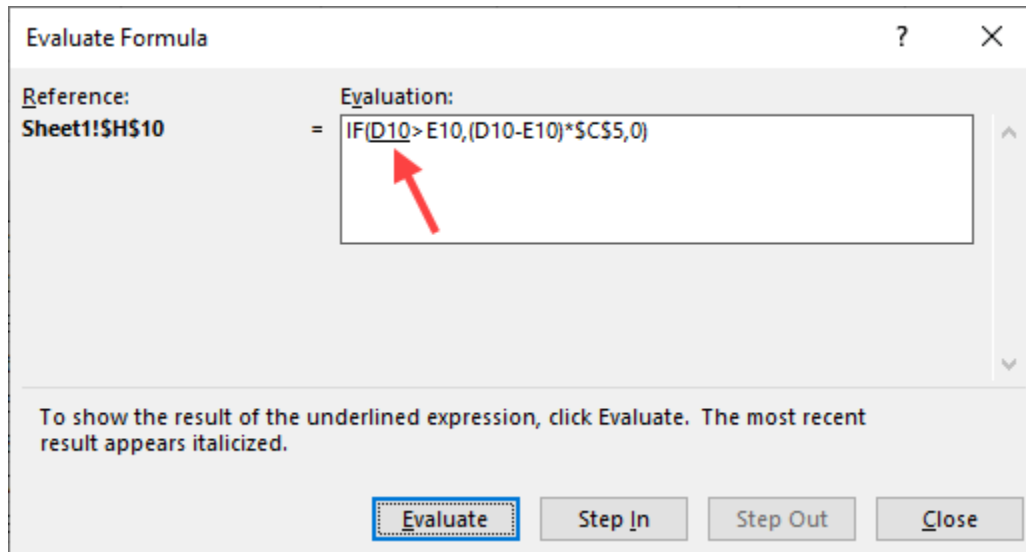 Evaluate Formula ? ×
Reference: Evaluation:
Sheet1!$H$10 = IF(D10>E10,(D10-E10)*$C$5,0)
To show the result of the underlined expression, click Evaluate. The most recent
result appears italicized.
Evaluate Step In Step Out Close